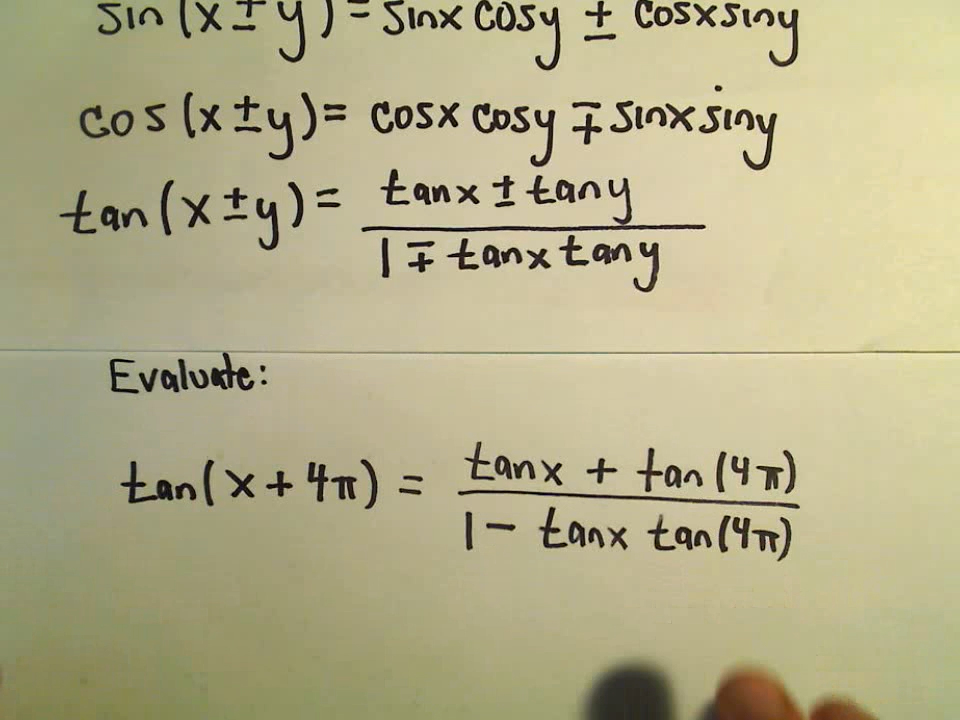 sin(x ± y) = sinx cosy ± cosx siny
cos(x ± y) = cosx cosy ∓ sinx siny
tan(x ± y) = tanx ± tany
1 ∓ tanx tany
Evaluate:
tan(x + 4π) = tanx + tan(4π)
1 - tanx tan(4π)